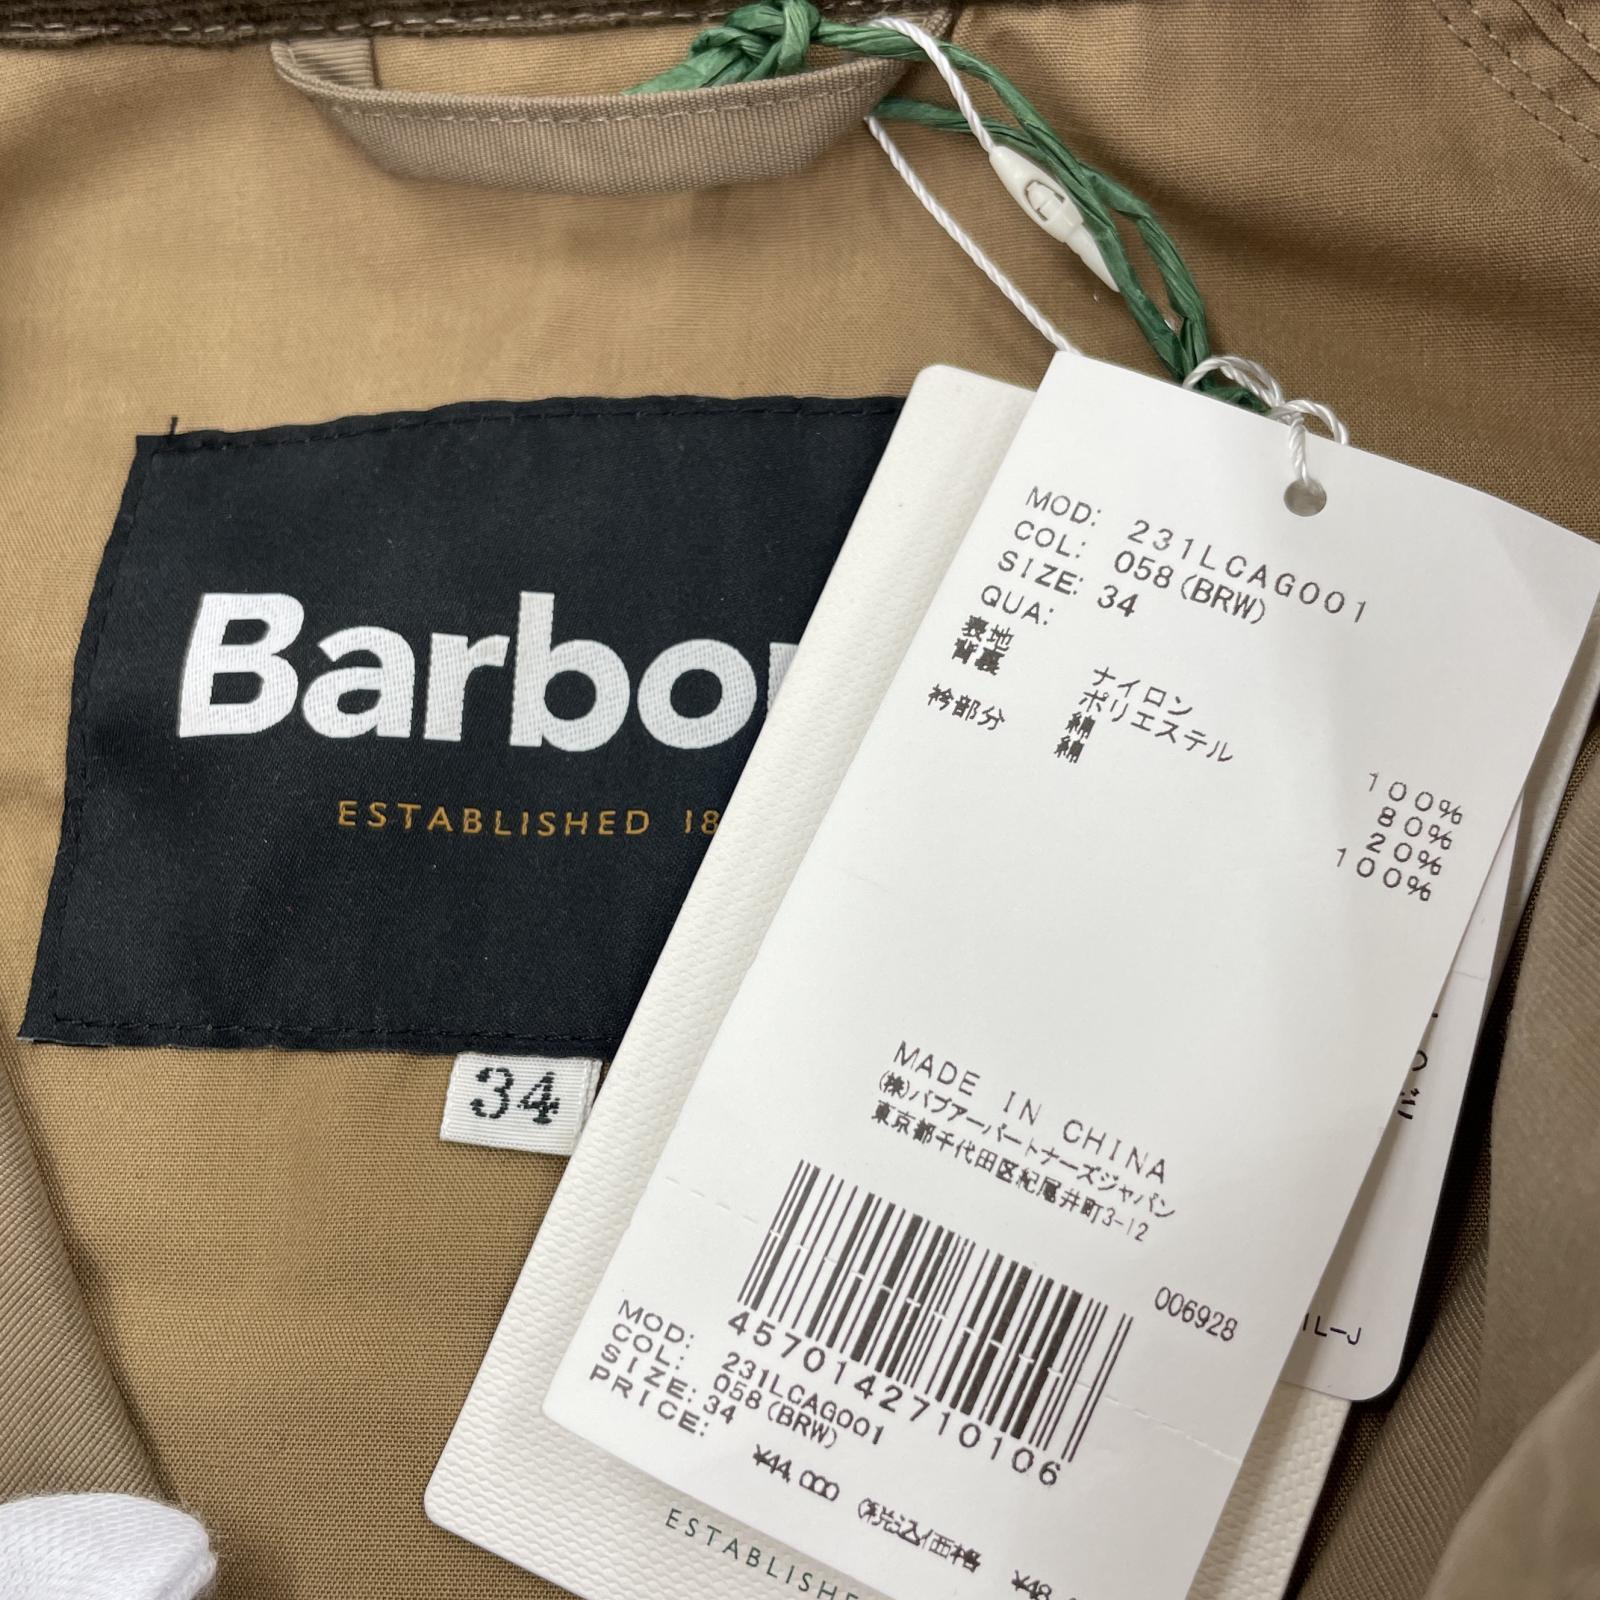 Barbou
ESTABLISHED 18
34
MOD: 231LCAG001
COL: 058(BRW)
SIZE: 34
QUA:
表地 ナイロン 100%
背裏 ポリエステル 80%
綿 20%
衿部分 綿 100%
MADE IN CHINA
(株)バブアーパートナーズジャパン
東京都千代田区紀尾井町3-12
006928
4570142710106
MOD: 231LCAG001
COL: 058(BRW)
SIZE: 34
PRICE: ¥44,000 (税込価格 ¥48,
1L-J
ESTABLISHE